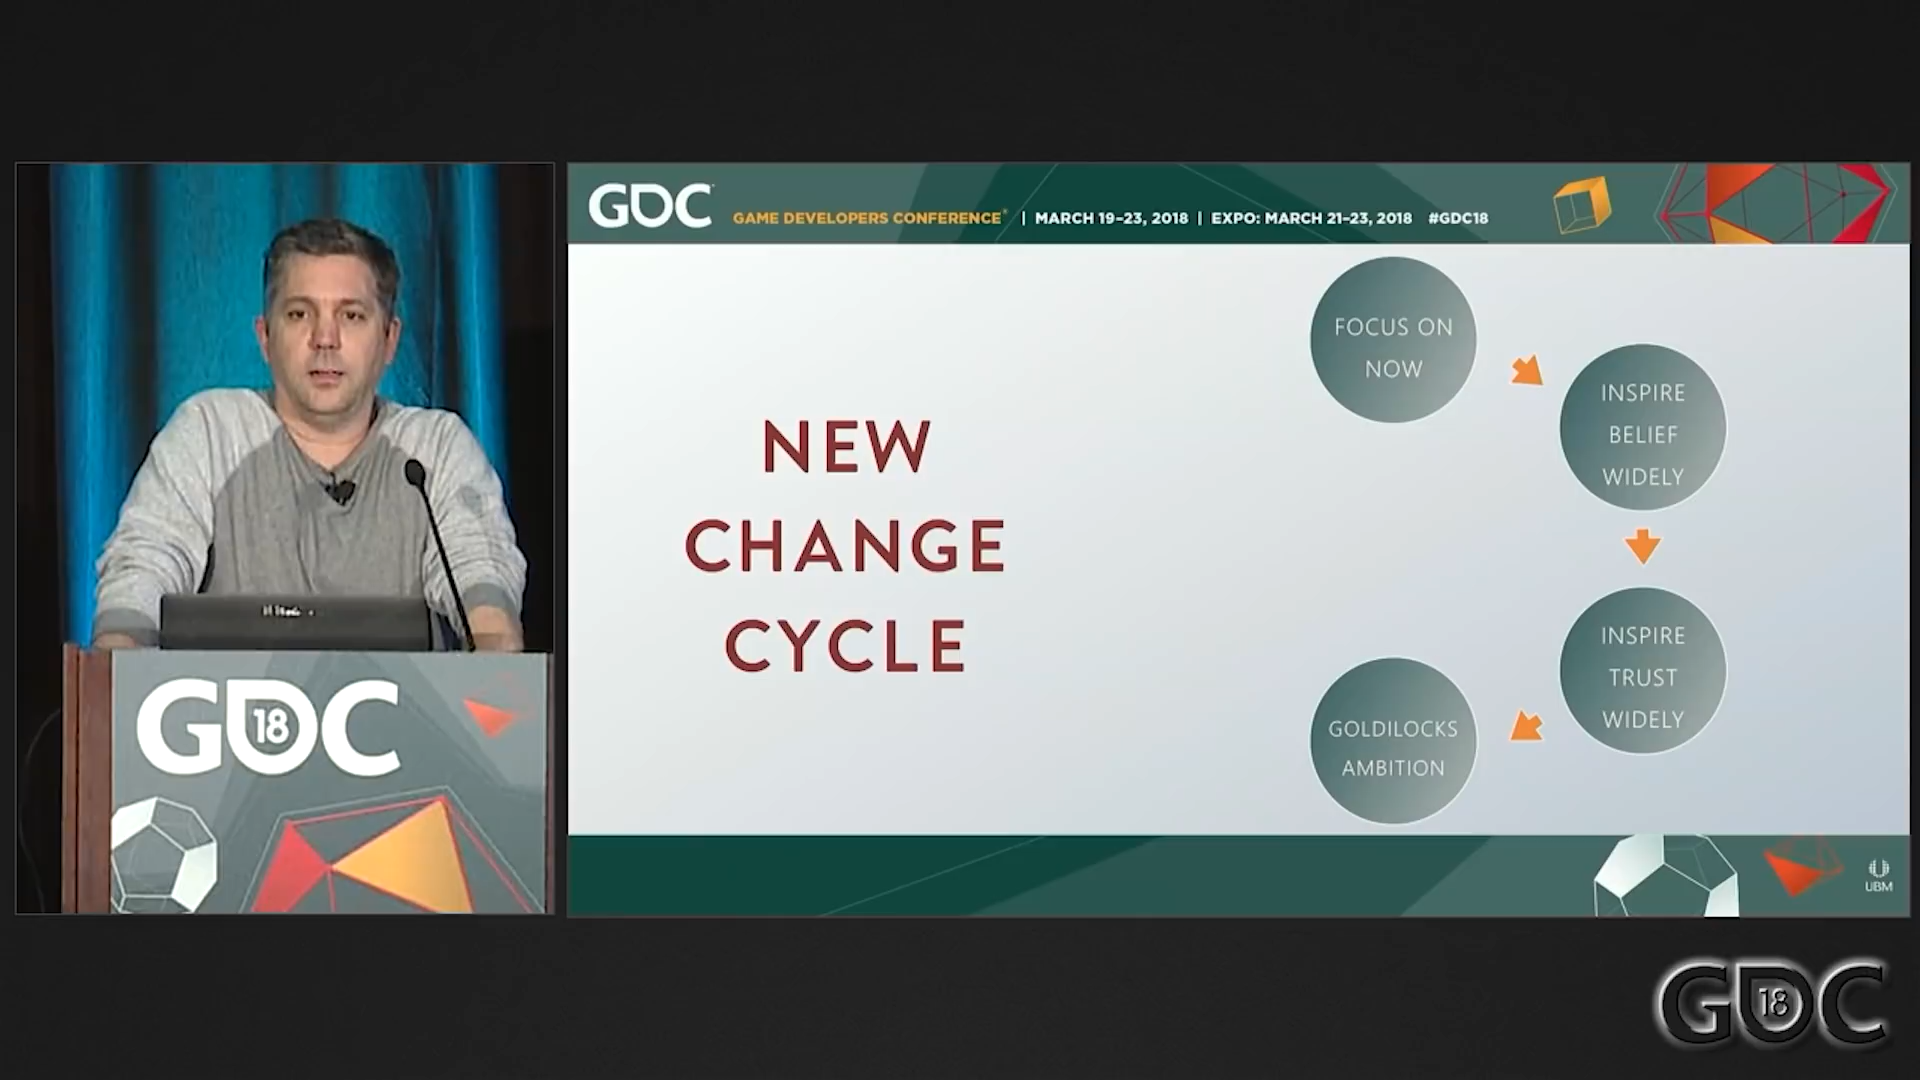 GDC
GAME DEVELOPERS CONFERENCE® | MARCH 19–23, 2018 | EXPO: MARCH 21–23, 2018 #GDC18
NEW
CHANGE
CYCLE
FOCUS ON
NOW
INSPIRE
BELIEF
WIDELY
INSPIRE
TRUST
WIDELY
GOLDILOCKS
AMBITION
UBM
GDC
18
GDC
18